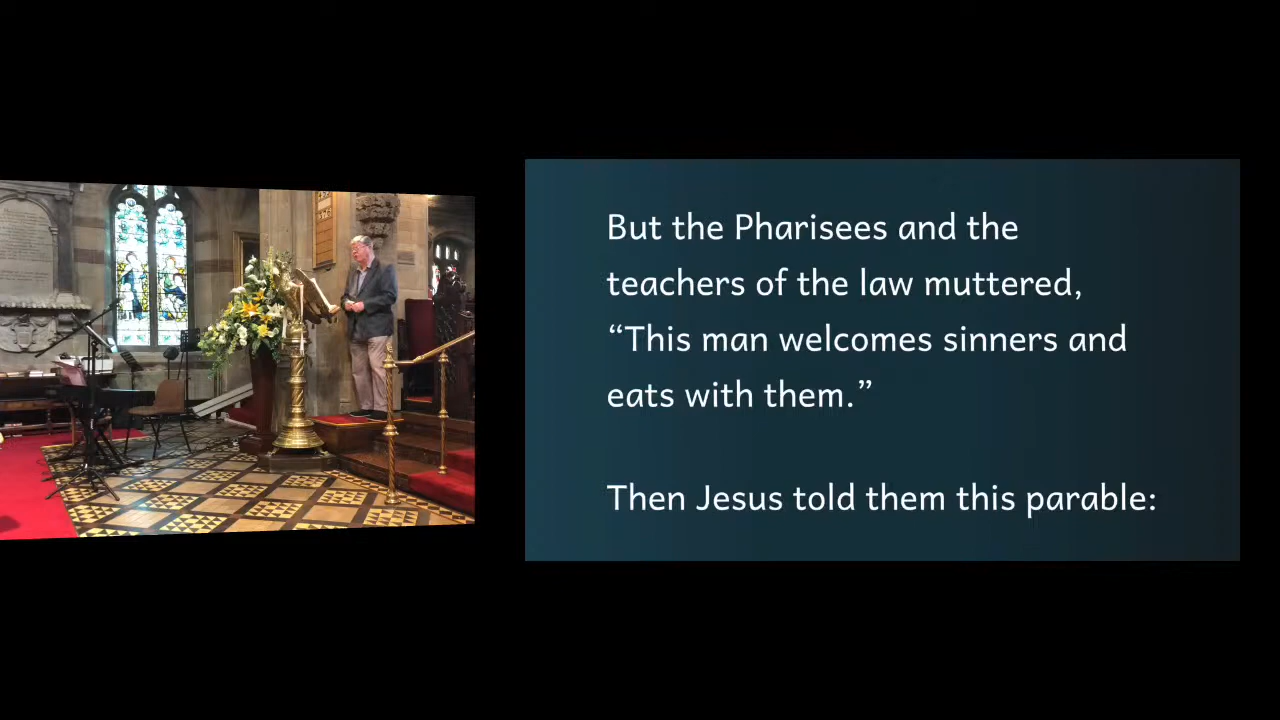 But the Pharisees and the
teachers of the law muttered,
“This man welcomes sinners and
eats with them.”
Then Jesus told them this parable: